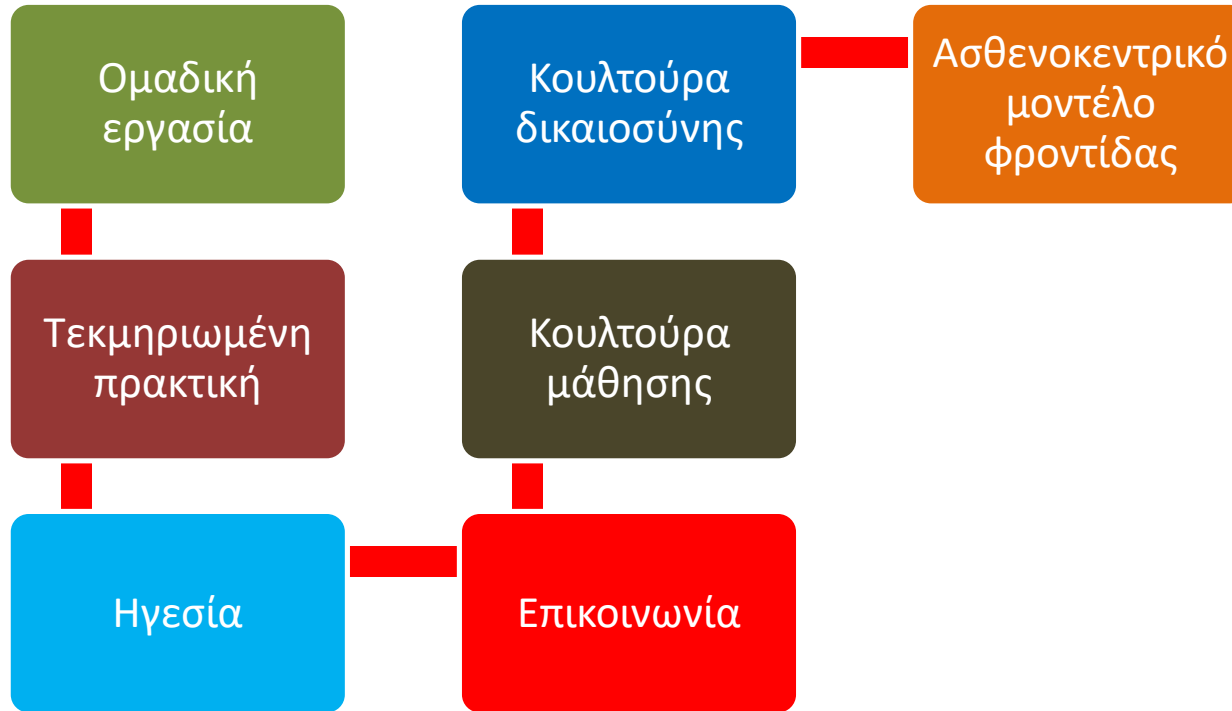 Ομαδική
εργασία
Τεκμηριωμένη
πρακτική
Ηγεσία
Επικοινωνία
Κουλτούρα
μάθησης
Κουλτούρα
δικαιοσύνης
Ασθενοκεντρικό
μοντέλο
φροντίδας